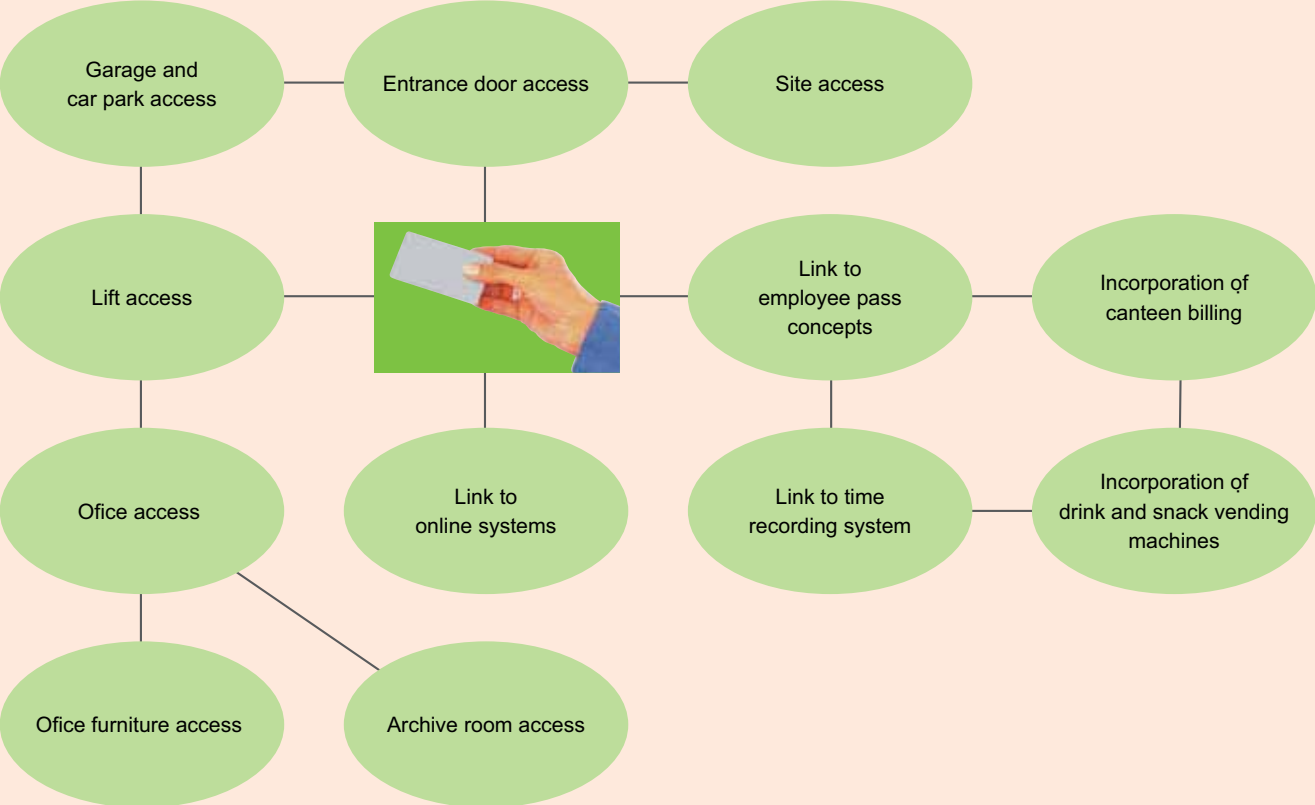 Garage and
car park access
Entrance door access
Site access
Lift access
Link to
employee pass
concepts
Incorporation of
canteen billing
Ofice access
Link to
online systems
Link to time
recording system
Incorporation of
drink and snack vending
machines
Ofice furniture access
Archive room access